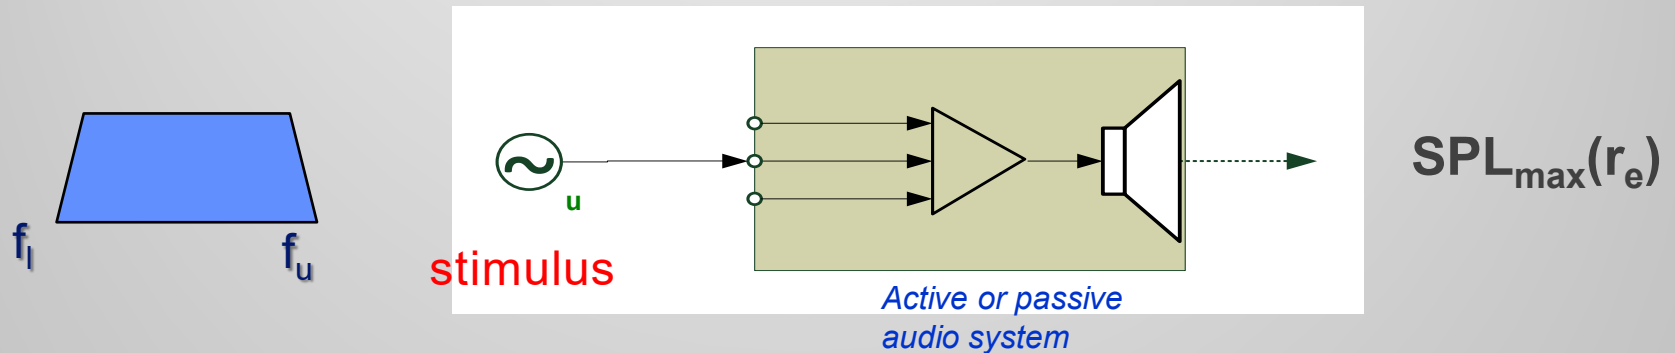 f_l
f_u
u
stimulus
Active or passive
audio system
SPL_max(r_e)